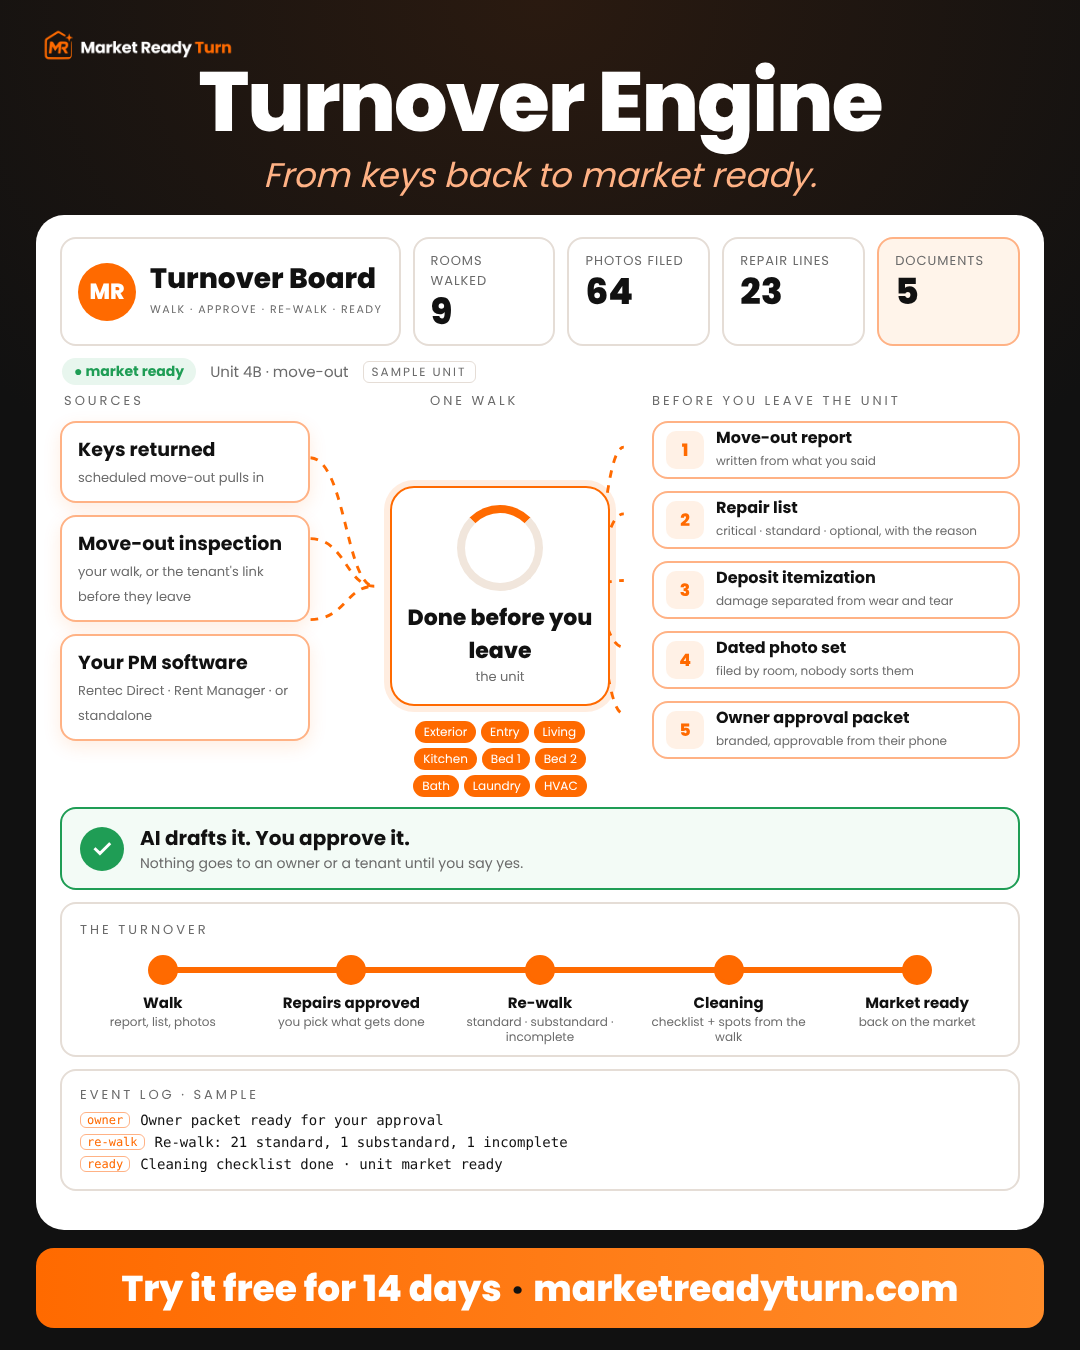 MR Market Ready Turn
Turnover Engine
From keys back to market ready.
MR
Turnover Board
WALK · APPROVE · RE-WALK · READY
ROOMS
WALKED
9
PHOTOS FILED
64
REPAIR LINES
23
DOCUMENTS
5
● market ready
Unit 4B · move-out
SAMPLE UNIT
SOURCES
Keys returned
scheduled move-out pulls in
Move-out inspection
your walk, or the tenant's link
before they leave
Your PM software
Rentec Direct · Rent Manager · or
standalone
ONE WALK
Done before you
leave
the unit
Exterior Entry Living
Kitchen Bed 1 Bed 2
Bath Laundry HVAC
BEFORE YOU LEAVE THE UNIT
1
Move-out report
written from what you said
2
Repair list
critical · standard · optional, with the reason
3
Deposit itemization
damage separated from wear and tear
4
Dated photo set
filed by room, nobody sorts them
5
Owner approval packet
branded, approvable from their phone
AI drafts it. You approve it.
Nothing goes to an owner or a tenant until you say yes.
THE TURNOVER
Walk
report, list, photos
Repairs approved
you pick what gets done
Re-walk
standard · substandard ·
incomplete
Cleaning
checklist + spots from the
walk
Market ready
back on the market
EVENT LOG · SAMPLE
owner Owner packet ready for your approval
re-walk Re-walk: 21 standard, 1 substandard, 1 incomplete
ready Cleaning checklist done · unit market ready
Try it free for 14 days • marketreadyturn.com